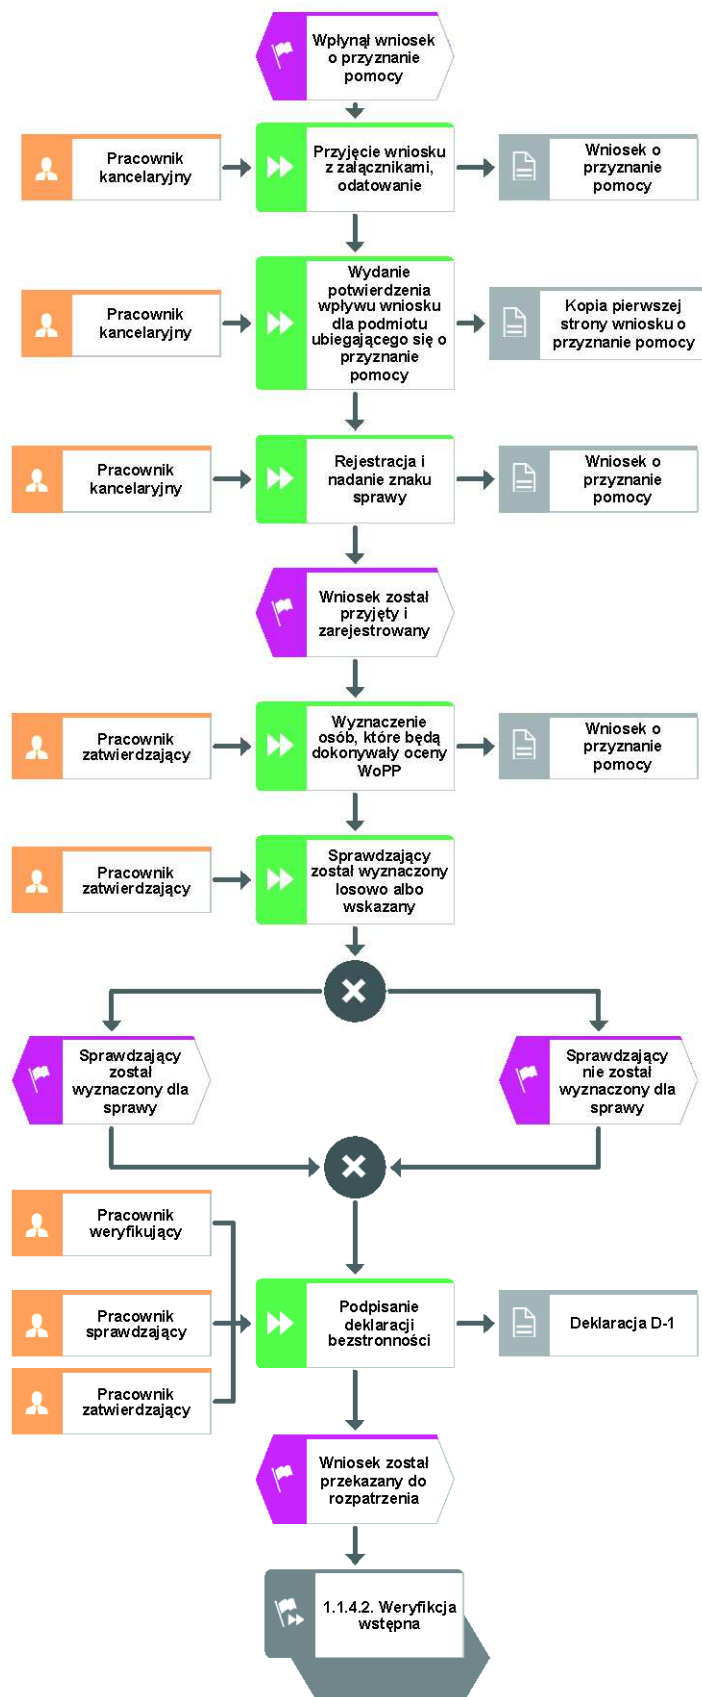 Wpłynął wniosek
o przyznanie
pomocy
Pracownik
kancelaryjny
Przyjęcie wniosku
z załącznikami,
odatowanie
Wniosek o
przyznanie
pomocy
Pracownik
kancelaryjny
Wydanie
potwierdzenia
wpływu wniosku
dla podmiotu
ubiegającego się o
przyznanie
pomocy
Kopia pierwszej
strony wniosku o
przyznanie pomocy
Pracownik
kancelaryjny
Rejestracja i
nadanie znaku
sprawy
Wniosek o
przyznanie
pomocy
Wniosek został
przyjęty i
zarejestrowany
Pracownik
zatwierdzający
Wyznaczenie
osób, które będą
dokonywały oceny
WoPP
Wniosek o
przyznanie
pomocy
Pracownik
zatwierdzający
Sprawdzający
został wyznaczony
losowo albo
wskazany
Sprawdzający
został
wyznaczony dla
sprawy
Sprawdzający
nie został
wyznaczony dla
sprawy
Pracownik
weryfikujący
Pracownik
sprawdzający
Pracownik
zatwierdzający
Podpisanie
deklaracji
bezstronności
Deklaracja D-1
Wniosek został
przekazany do
rozpatrzenia
1.1.4.2. Weryfikcja
wstępna